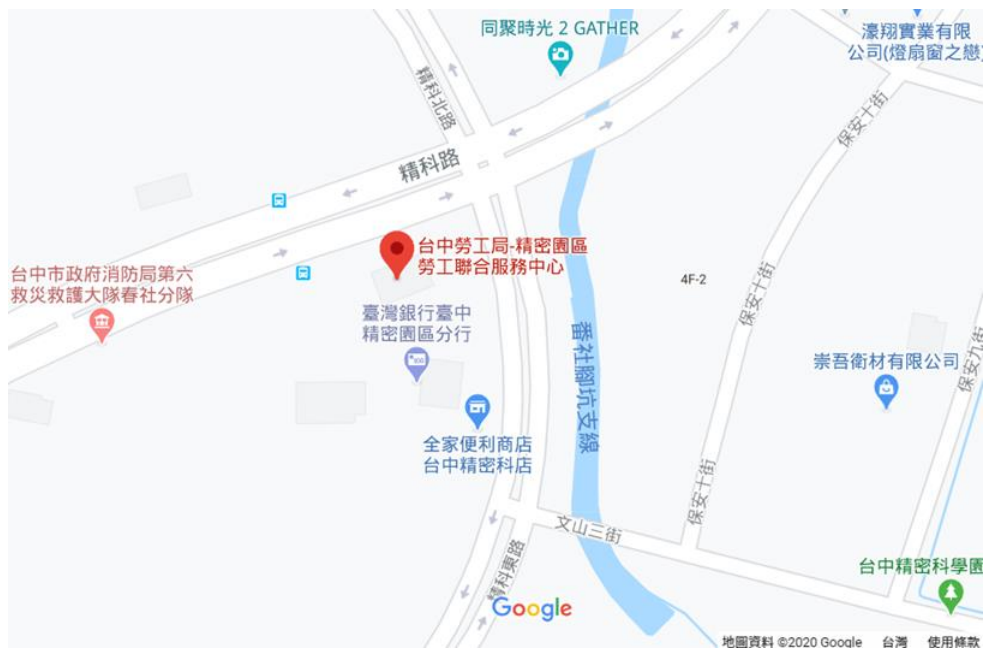 同聚時光 2 GATHER
濠翔實業有限
公司(燈扇窗之戀)
精科北路
保安十街
精科路
台中勞工局-精密園區
勞工聯合服務中心
台中市政府消防局第六
救災救護大隊春社分隊
4F-2
保安十街
臺灣銀行臺中
精密園區分行
番社腳坑支線
崇吾衛材有限公司
保安九街
全家便利商店
台中精密科店
保安十街
文山三街
精科東路
台中精密科學園
Google
地圖資料 ©2020 Google 台灣 使用條款